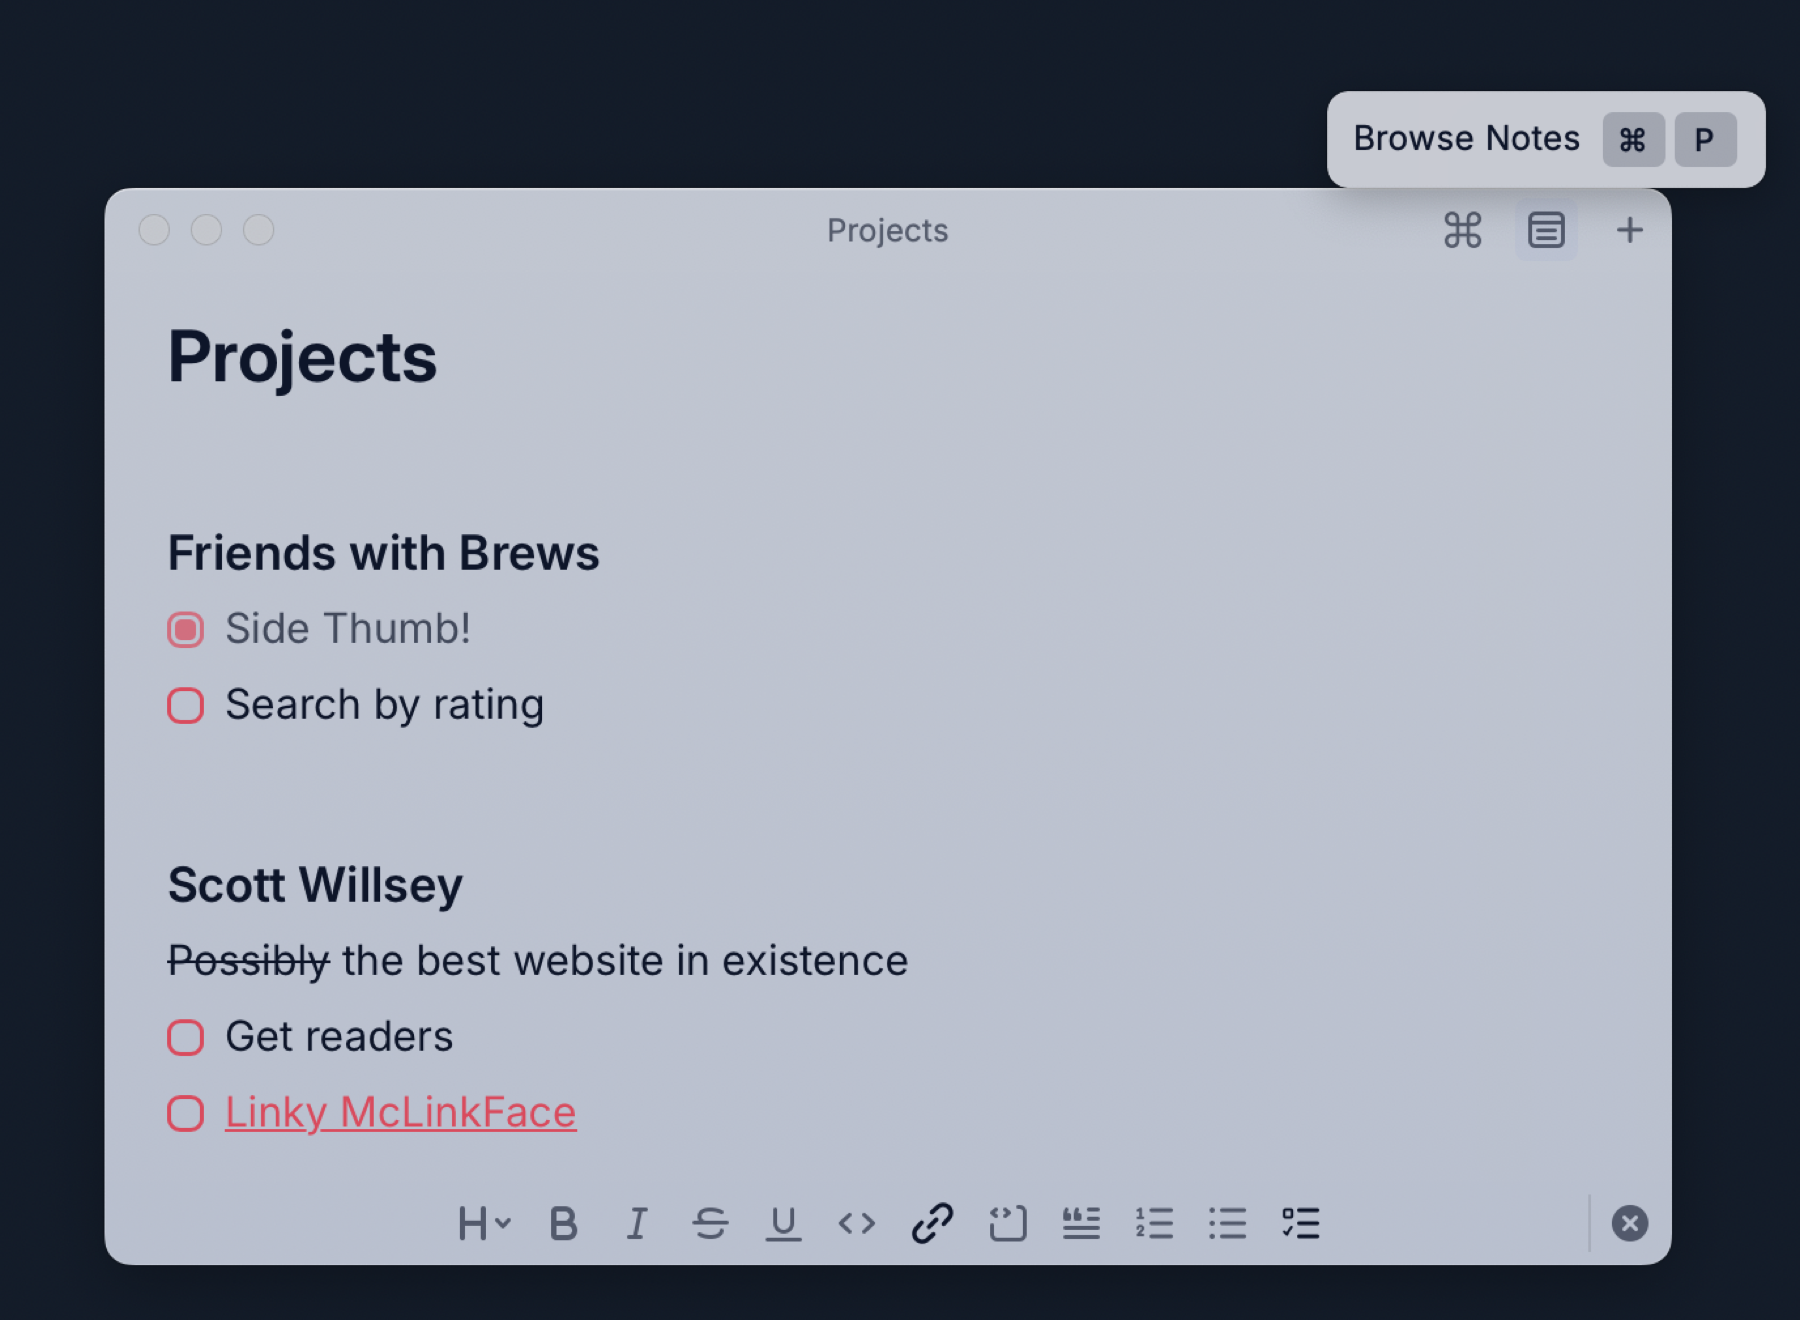 Browse Notes ⌘ P
Projects
Projects
Friends with Brews
Side Thumb!
Search by rating
Scott Willsey
Possibly the best website in existence
Get readers
Linky McLinkFace